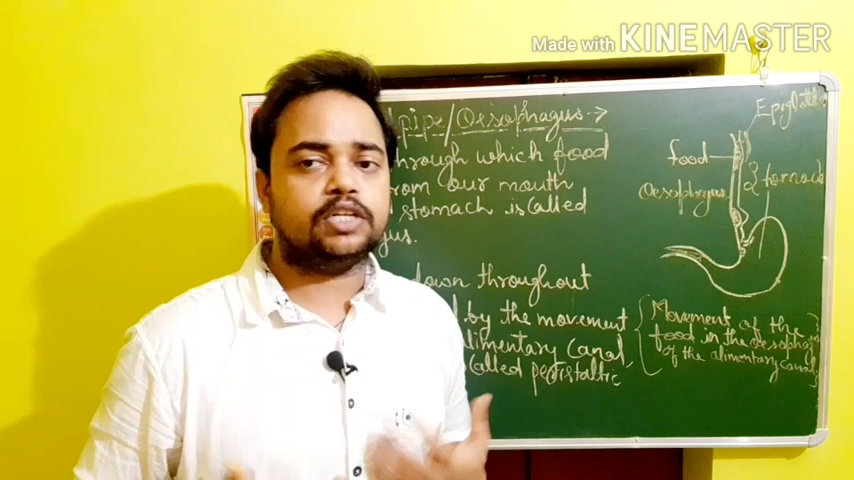 Made with KINEMASTER
pipe/Oesophagus:→
through which food
from our mouth
stomach is called
gus.
down throughout
by the movement
alimentary canal,
called peristaltic
Epiglottis
food
Oesophagus
Stomach
Movement of the
food in the oesophagus
of the alimentary canal